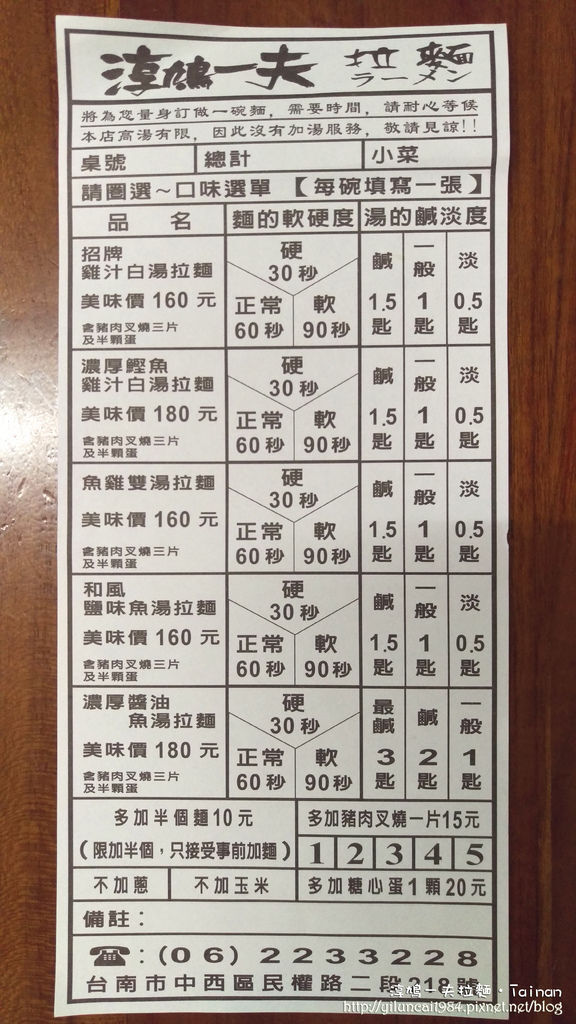 淳鳩一夫 拉麵
ラーメン
將為您量身訂做一碗麵，需要時間，請耐心等候
本店高湯有限，因此沒有加湯服務，敬請見諒!!
桌號 總計 小菜
請圈選～口味選單【每碗填寫一張】
品名 麵的軟硬度 湯的鹹淡度
招牌
雞汁白湯拉麵
美味價 160 元
含豬肉叉燒三片
及半顆蛋
硬
30 秒
正常 軟
60秒 90秒
鹹 一般 淡
1.5 1 0.5
匙 匙 匙
濃厚鰹魚
雞汁白湯拉麵
美味價 180 元
含豬肉叉燒三片
及半顆蛋
硬
30 秒
正常 軟
60秒 90秒
鹹 一般 淡
1.5 1 0.5
匙 匙 匙
魚雞雙湯拉麵
美味價 160 元
含豬肉叉燒三片
及半顆蛋
硬
30 秒
正常 軟
60秒 90秒
鹹 一般 淡
1.5 1 0.5
匙 匙 匙
和風
鹽味魚湯拉麵
美味價 160 元
含豬肉叉燒三片
及半顆蛋
硬
30 秒
正常 軟
60秒 90秒
鹹 一般 淡
1.5 1 0.5
匙 匙 匙
濃厚醬油
魚湯拉麵
美味價 180 元
含豬肉叉燒三片
及半顆蛋
硬
30 秒
正常 軟
60秒 90秒
最鹹 鹹 一般
3 2 1
匙 匙 匙
多加半個麵10元
(限加半個，只接受事前加麵)
多加豬肉叉燒一片15元
1 2 3 4 5
不加蔥 不加玉米 多加糖心蛋1顆20元
備註：
☎：(06) 2233228
台南市中西區民權路二段218號
淳鳩一夫拉麵・Tainan
http://yiluncai1984.pixnet.net/blog